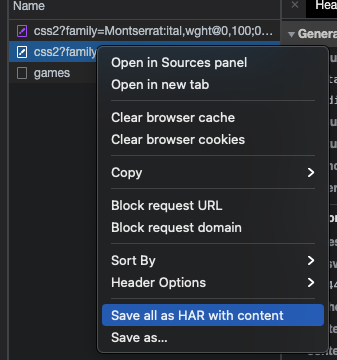 Name
× Hea
css2?family=Montserrat:ital,wght@0,100;0…
▼ Genera
css2?family
games
Open in Sources panel
Open in new tab
Clear browser cache
Clear browser cookies
Copy
Block request URL
Block request domain
Sort By
Header Options
Save all as HAR with content
Save as...